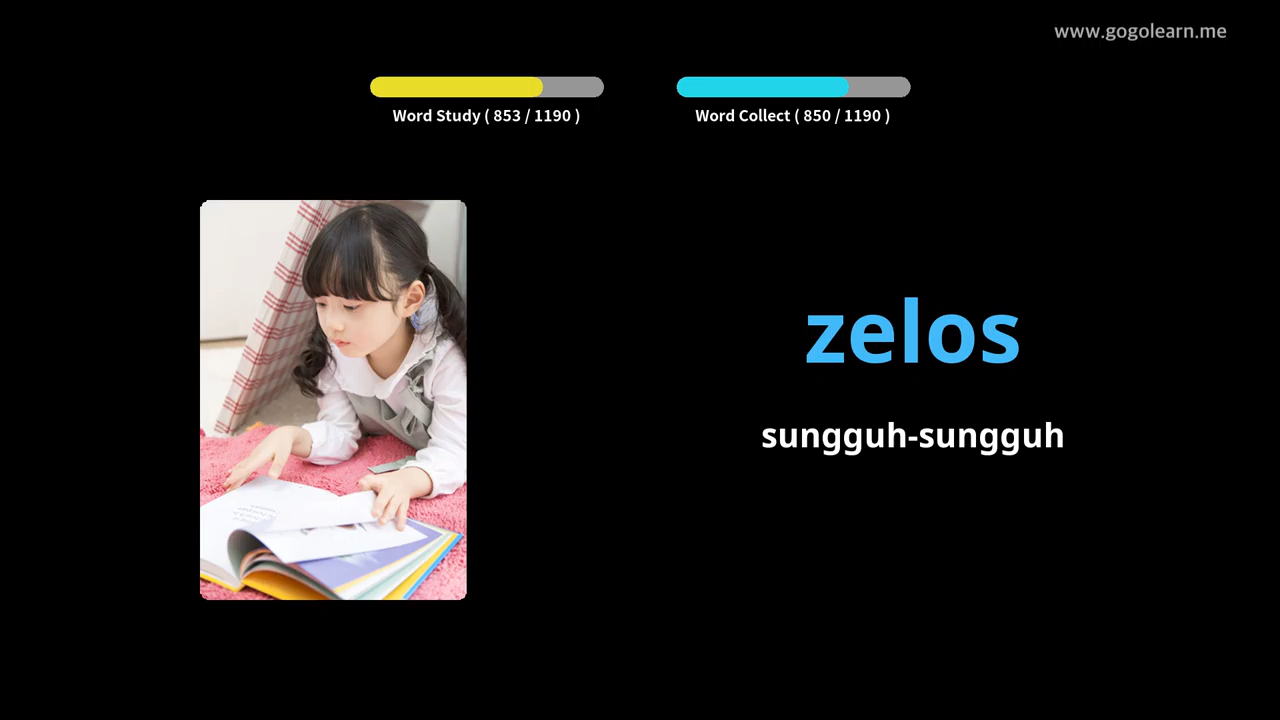 www.gogolearn.me
Word Study ( 853 / 1190 )
Word Collect ( 850 / 1190 )
zelos
sungguh-sungguh